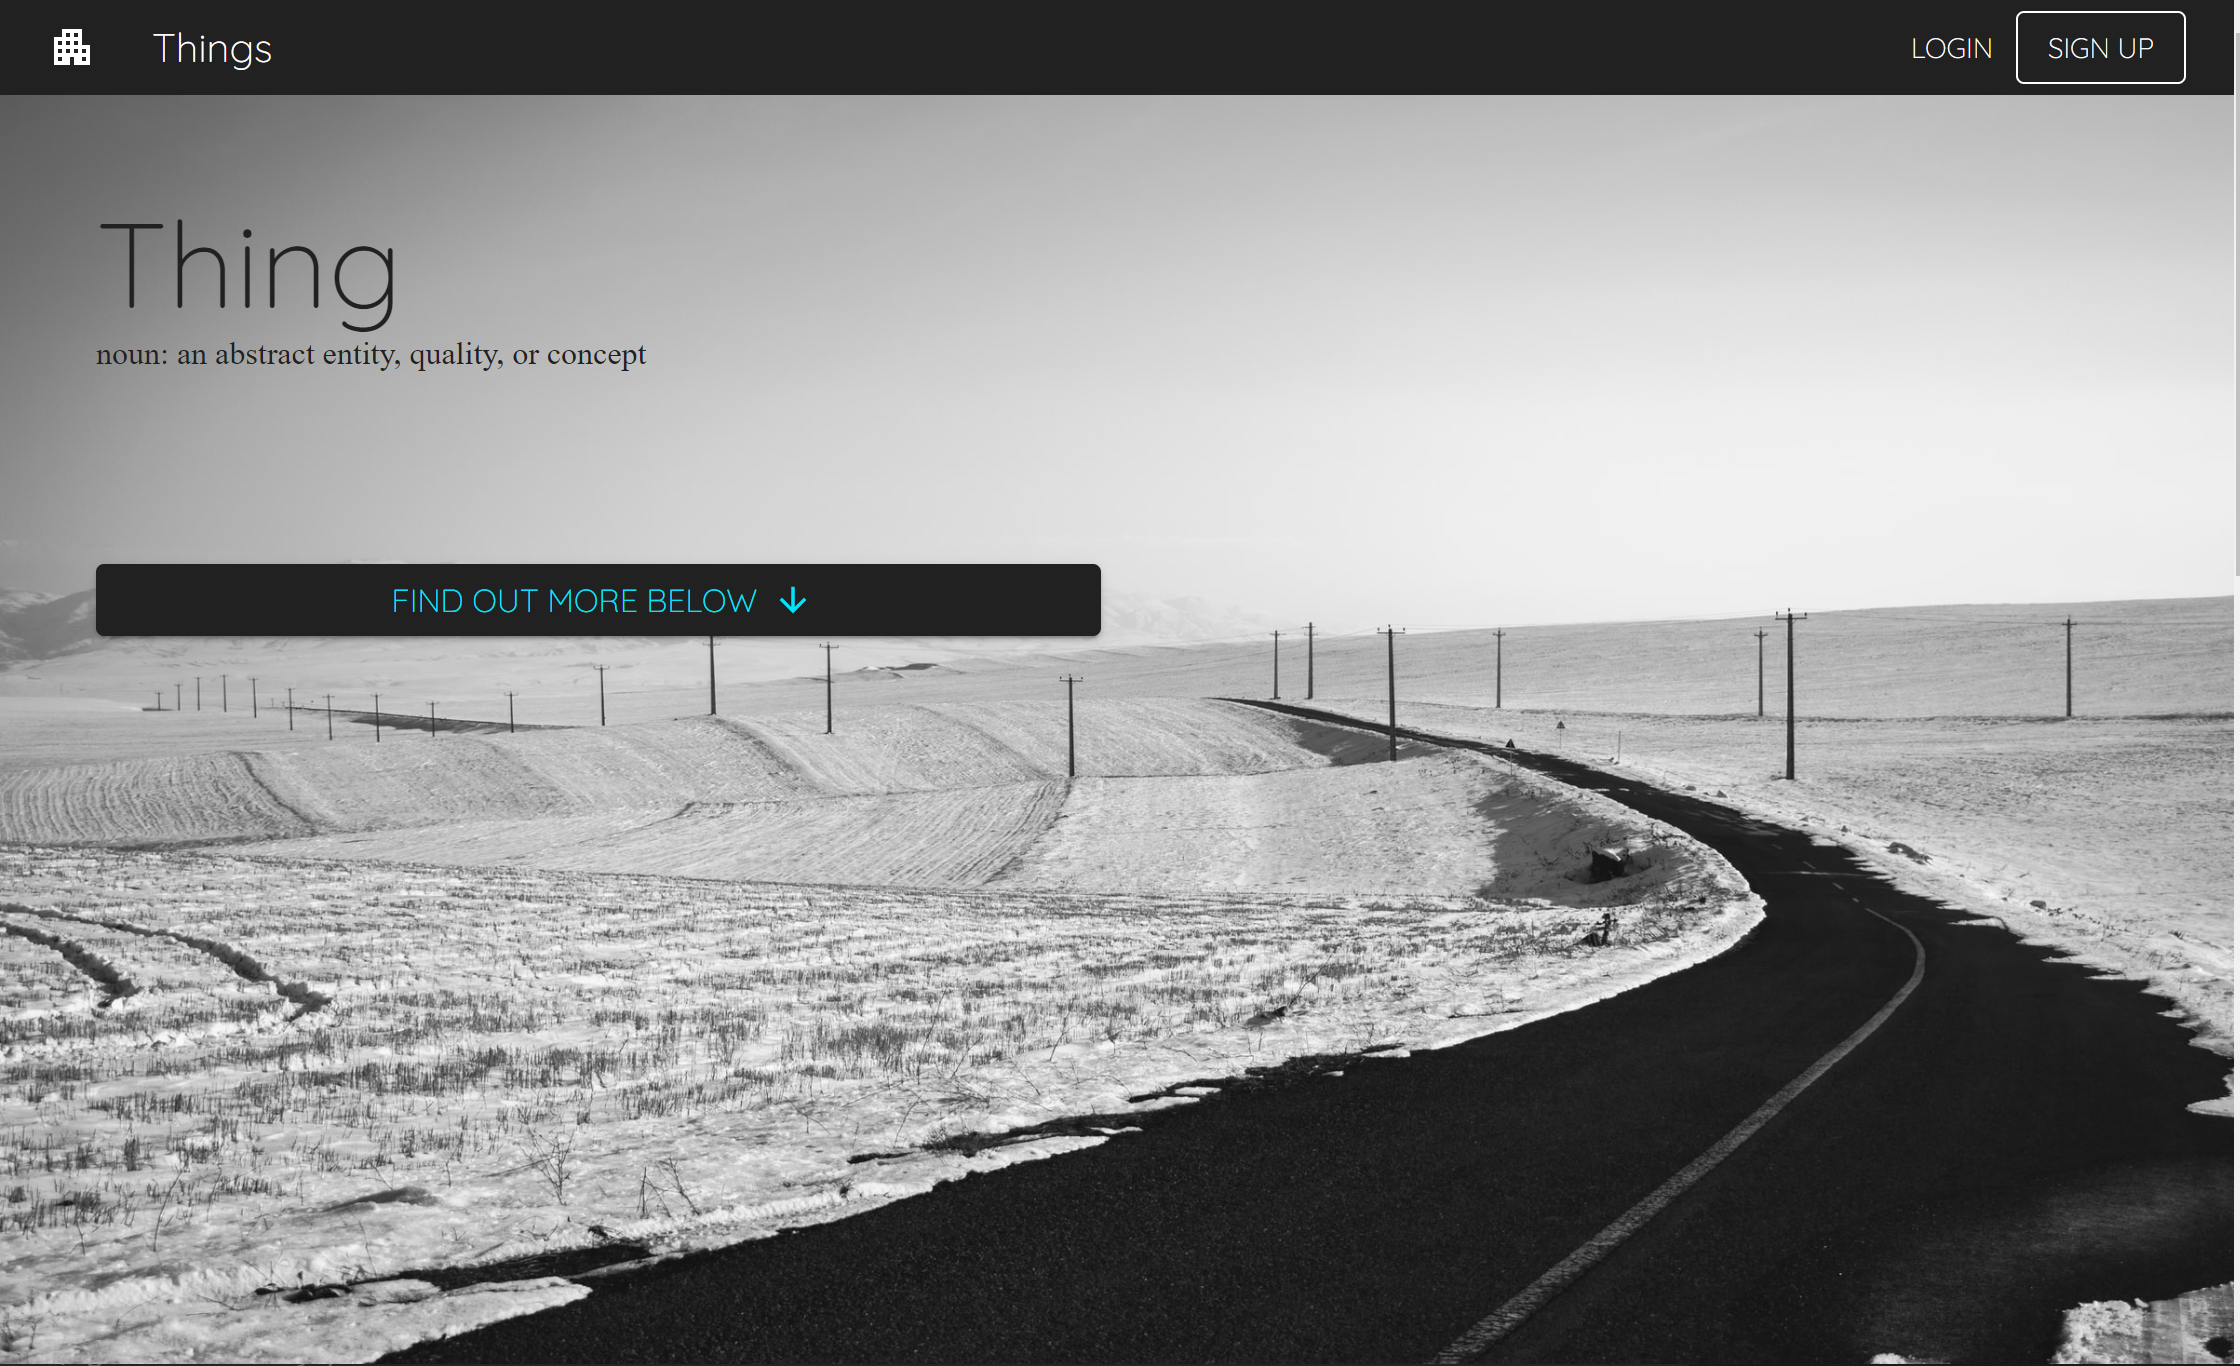 Things
LOGIN
SIGN UP
Thing
noun: an abstract entity, quality, or concept
FIND OUT MORE BELOW